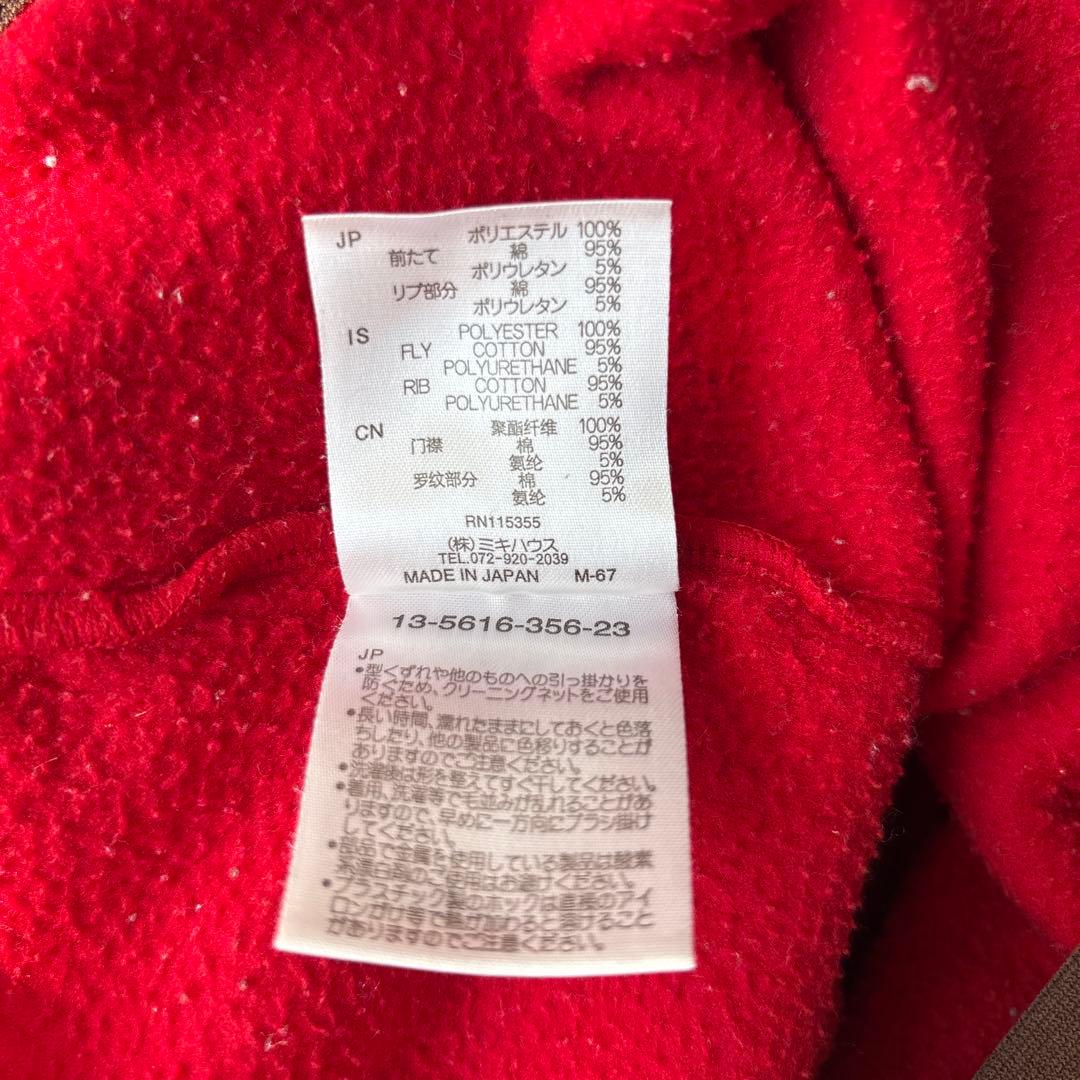 JP ポリエステル 100%
前たて 綿 95%
ポリウレタン 5%
リブ部分 綿 95%
ポリウレタン 5%
IS POLYESTER 100%
FLY COTTON 95%
POLYURETHANE 5%
RIB COTTON 95%
POLYURETHANE 5%
CN 聚酯纤维 100%
门襟 棉 95%
氨纶 5%
罗纹部分 棉 95%
氨纶 5%
RN115355
(株)ミキハウス
TEL.072-920-2039
MADE IN JAPAN M-67
13-5616-356-23
JP
•型くずれや他のものへの引っ掛かりを
防ぐため、クリーニングネットをご使用
ください。
•長い時間、濡れたままにしておくと色落
ちしたり、他の製品に色移りすることが
ありますのでご注意ください。
•洗濯後は形を整えてすぐ干してください。
•着用、洗濯等で毛並みが乱れることがあ
りますので、早めに一方向にブラシ掛け
してください。
•部品で金属を使用している製品は酸素
系漂白剤のご使用はお避けください。
•プラスチック製のホックは直接のアイ
ロンがけ等で熱が加わると溶けること
がありますのでご注意ください。